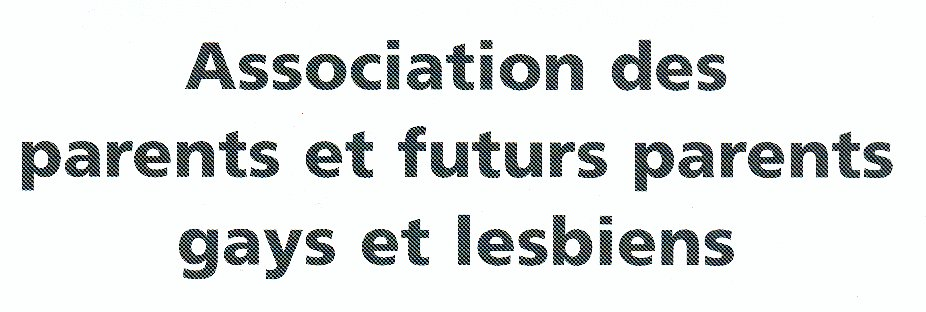 Association des
parents et futurs parents
gays et lesbiens